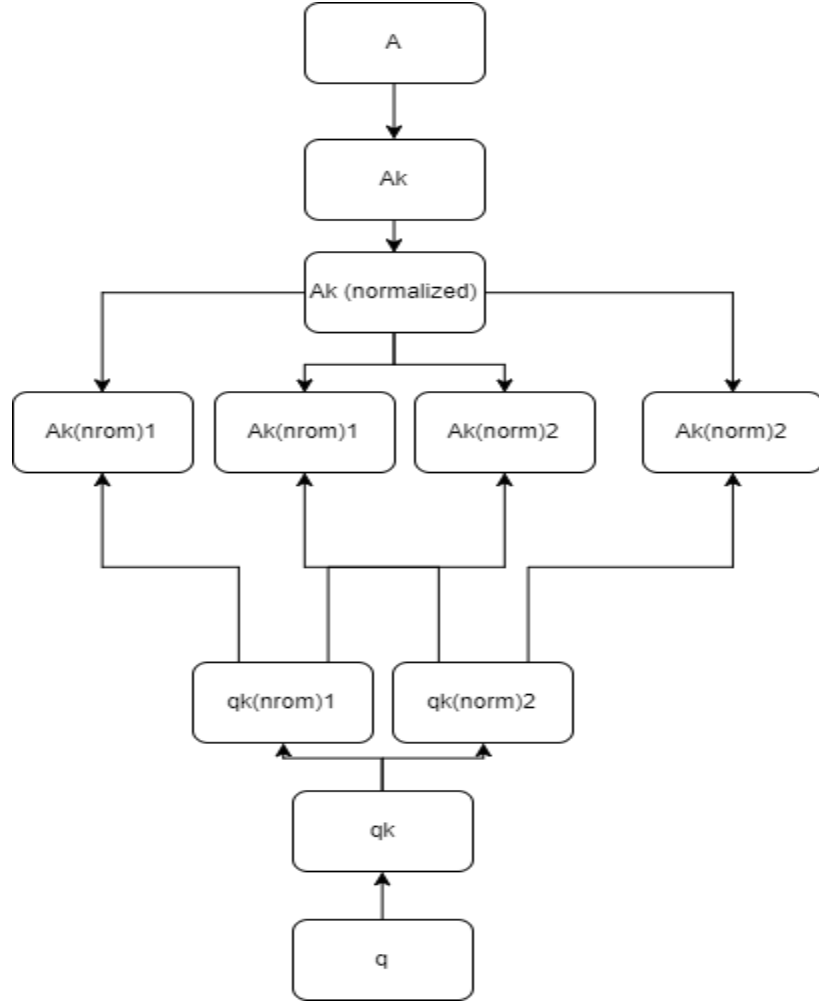 A
Ak
Ak (normalized)
Ak(nrom)1
Ak(nrom)1
Ak(norm)2
Ak(norm)2
qk(nrom)1
qk(norm)2
qk
q